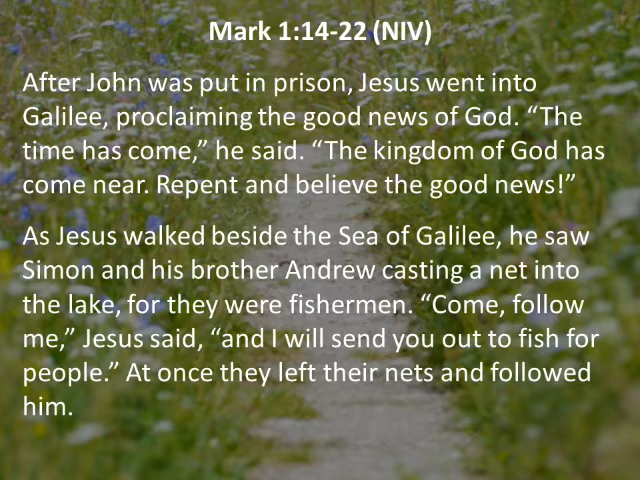 Mark 1:14-22 (NIV)
After John was put in prison, Jesus went into
Galilee, proclaiming the good news of God. “The
time has come,” he said. “The kingdom of God has
come near. Repent and believe the good news!”
As Jesus walked beside the Sea of Galilee, he saw
Simon and his brother Andrew casting a net into
the lake, for they were fishermen. “Come, follow
me,” Jesus said, “and I will send you out to fish for
people.” At once they left their nets and followed
him.